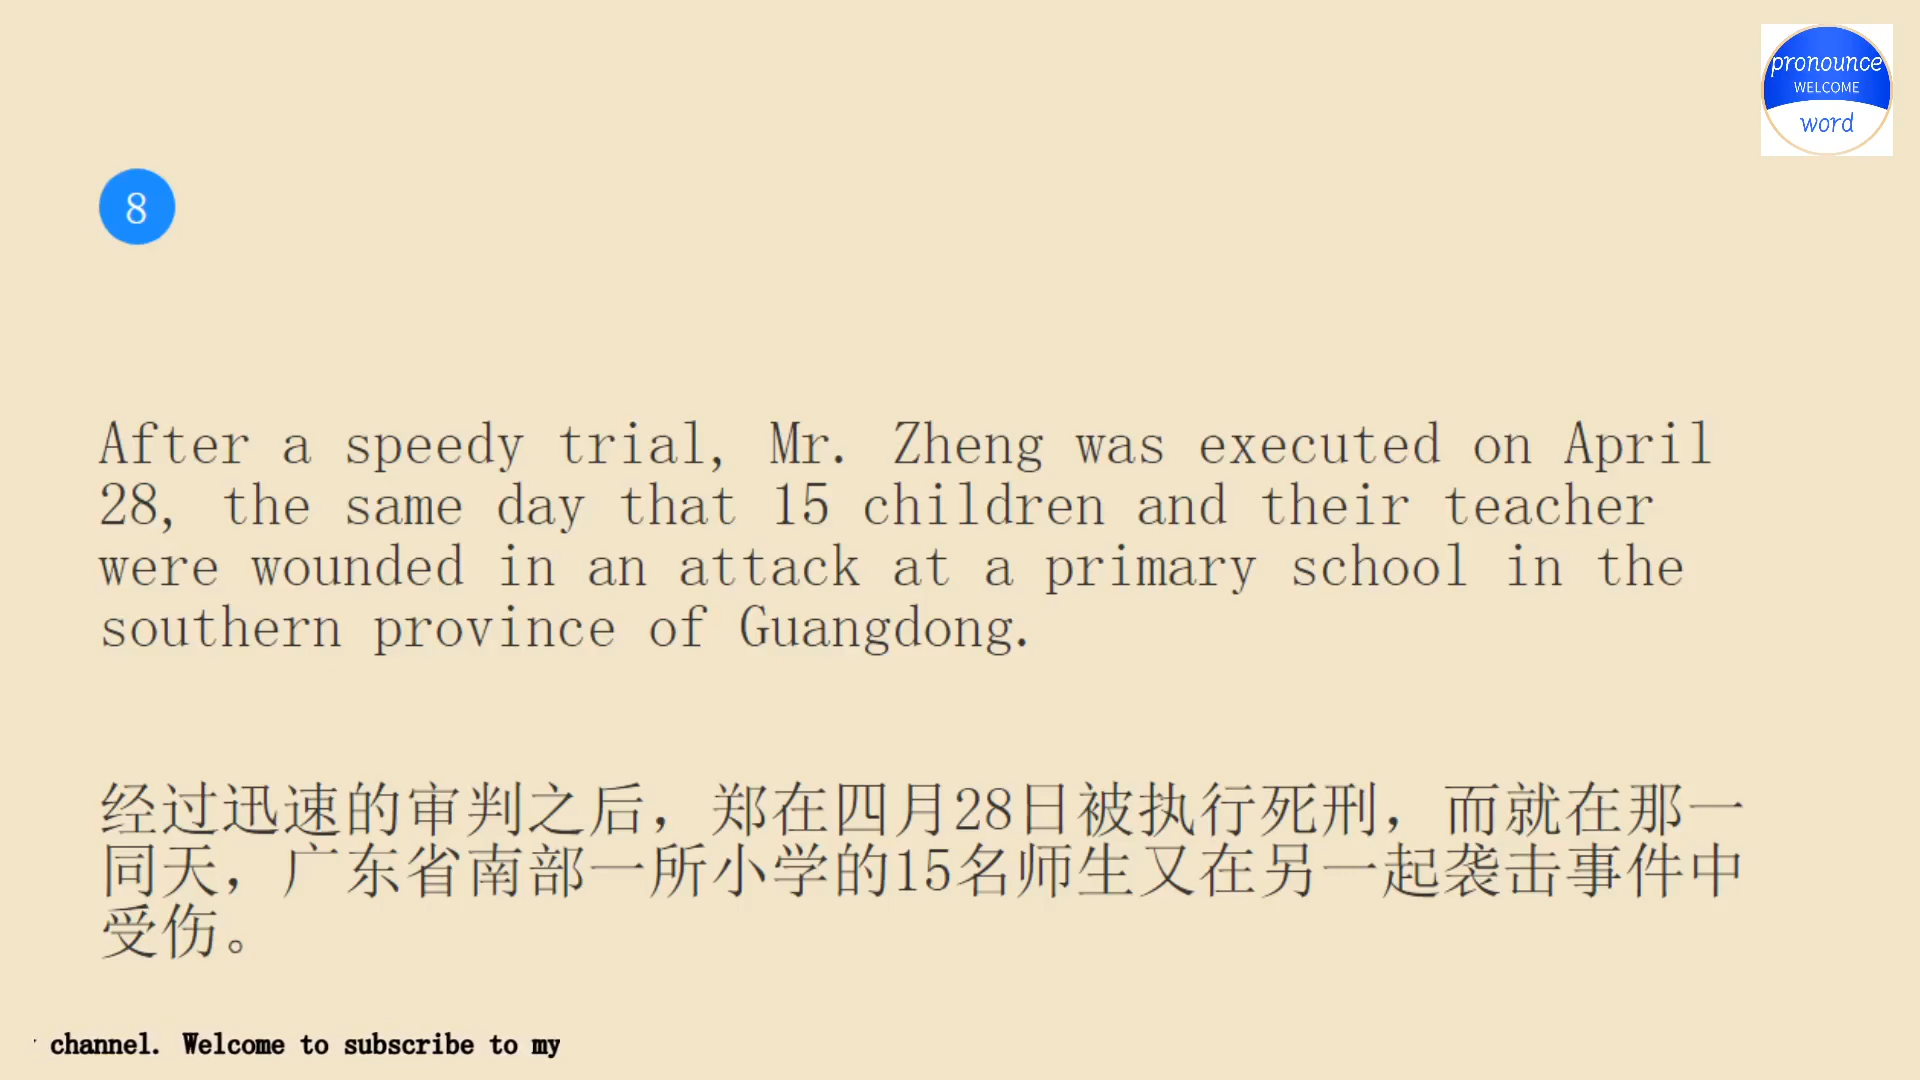 pronounce
WELCOME
word
8
After a speedy trial, Mr. Zheng was executed on April
28, the same day that 15 children and their teacher
were wounded in an attack at a primary school in the
southern province of Guangdong.
经过迅速的审判之后，郑在四月28日被执行死刑，而就在那一
同天，广东省南部一所小学的15名师生又在另一起袭击事件中
受伤。
channel. Welcome to subscribe to my